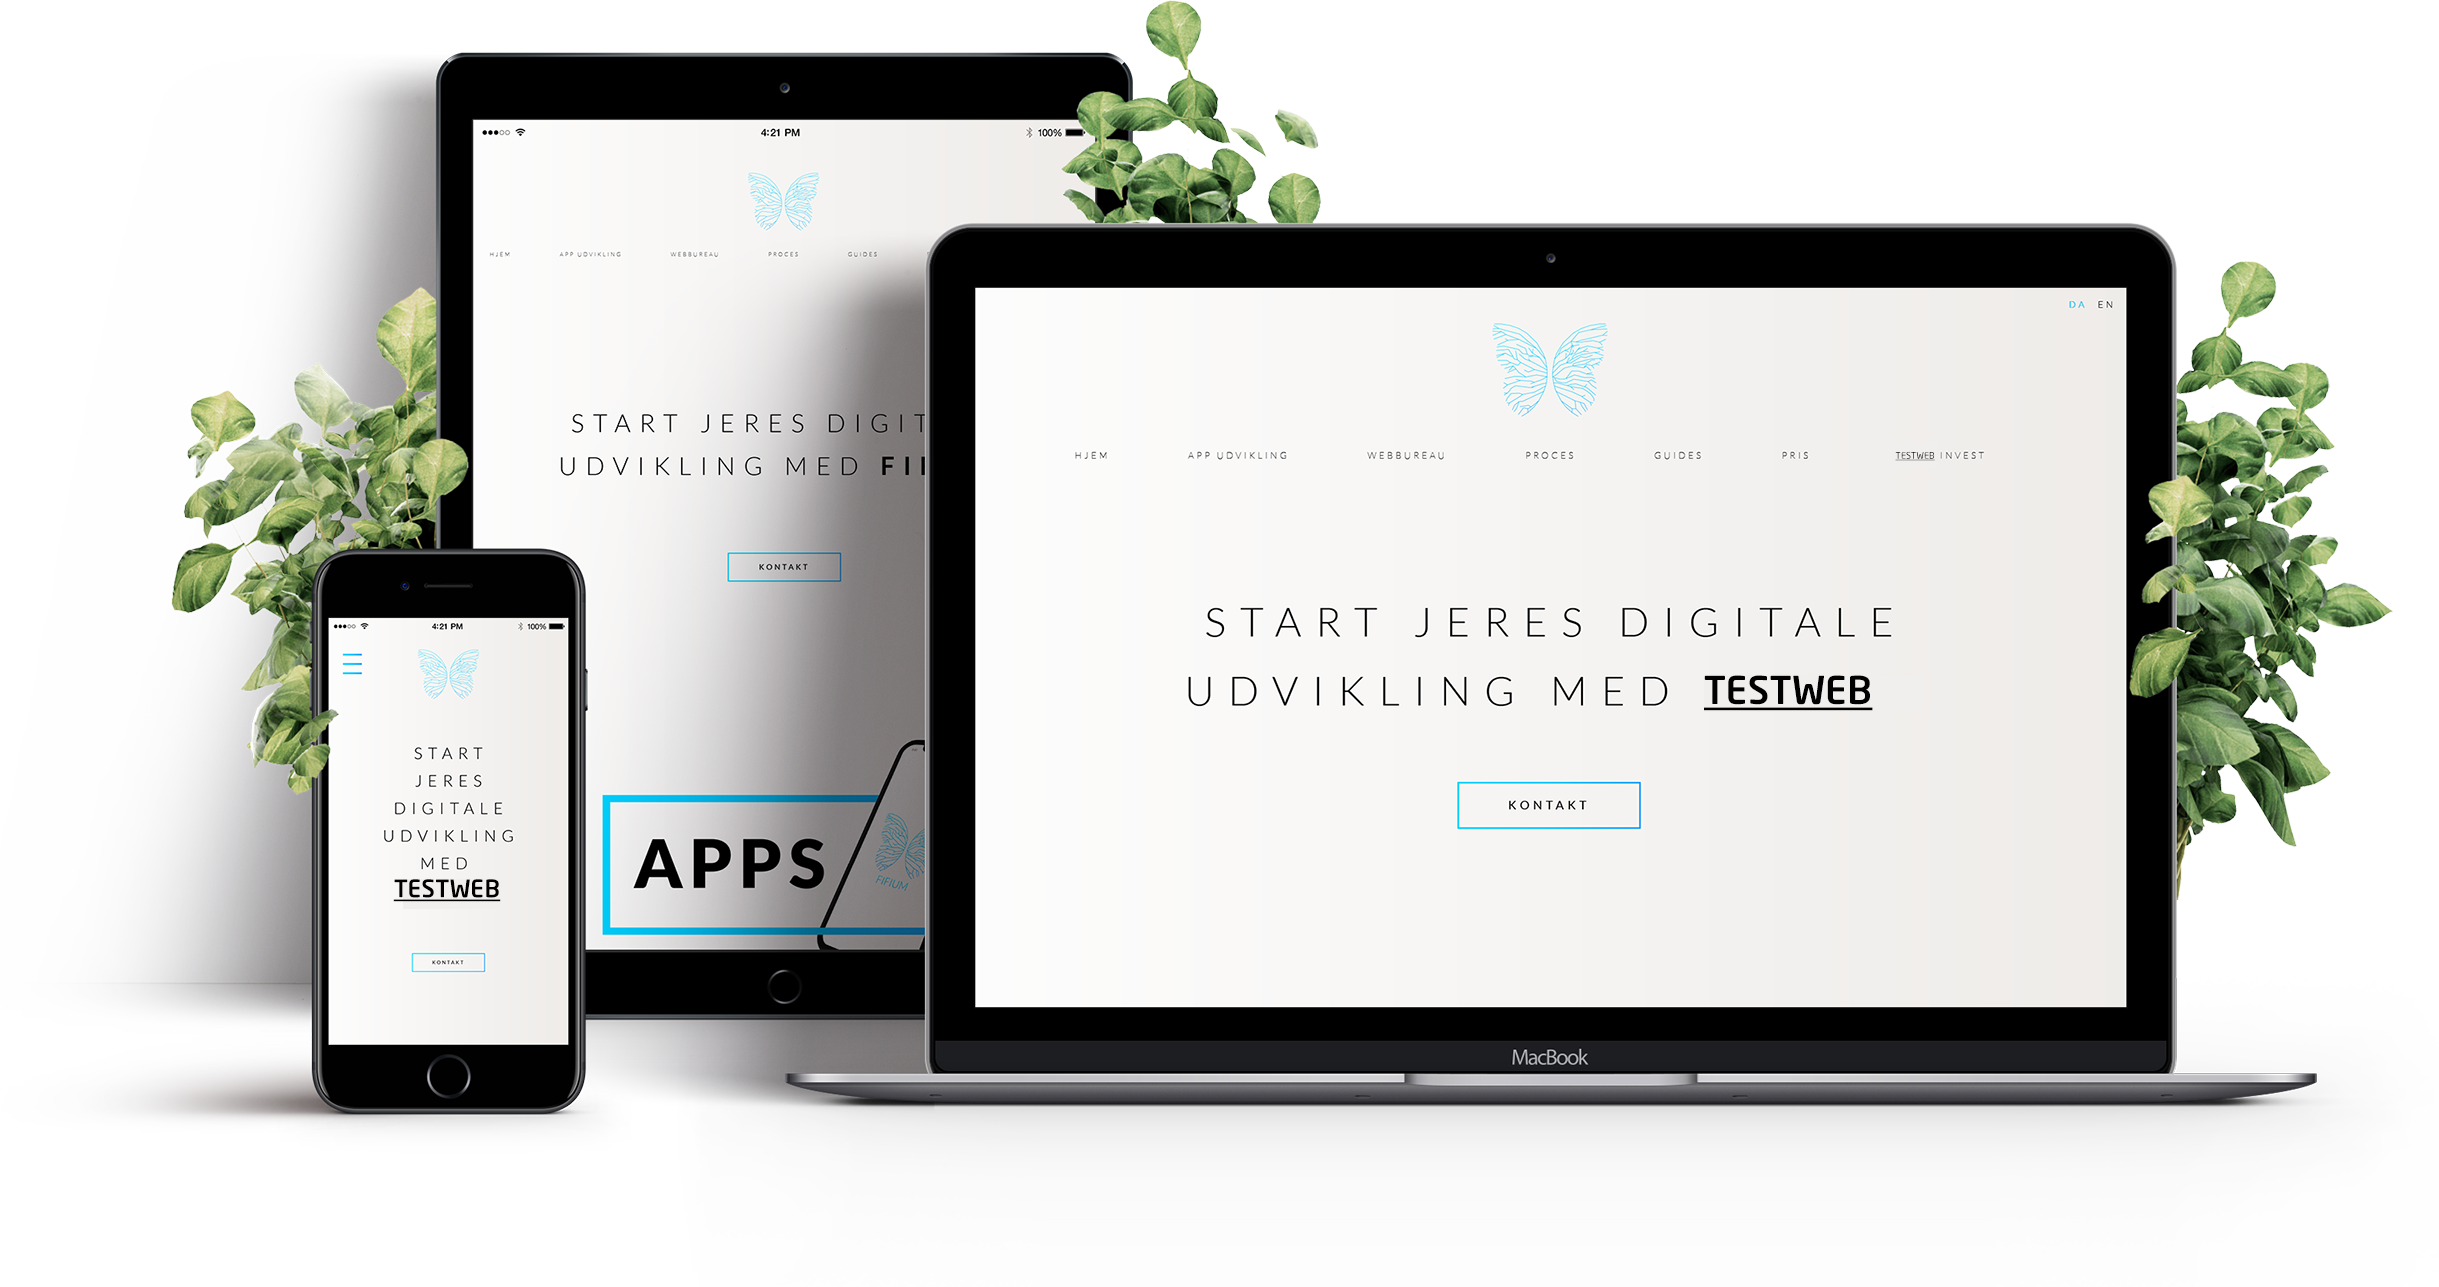 4:21 PM
100%
HJEM APP UDVIKLING WEBBUREAU PROCES GUIDES
START JERES DIGIT
UDVIKLING MED FI
KONTAKT
APPS
FIFIUM
4:21 PM
100%
START
JERES
DIGITALE
UDVIKLING
MED
TESTWEB
KONTAKT
DA EN
HJEM APP UDVIKLING WEBBUREAU PROCES GUIDES PRIS TESTWEB INVEST
START JERES DIGITALE
UDVIKLING MED TESTWEB
KONTAKT
MacBook